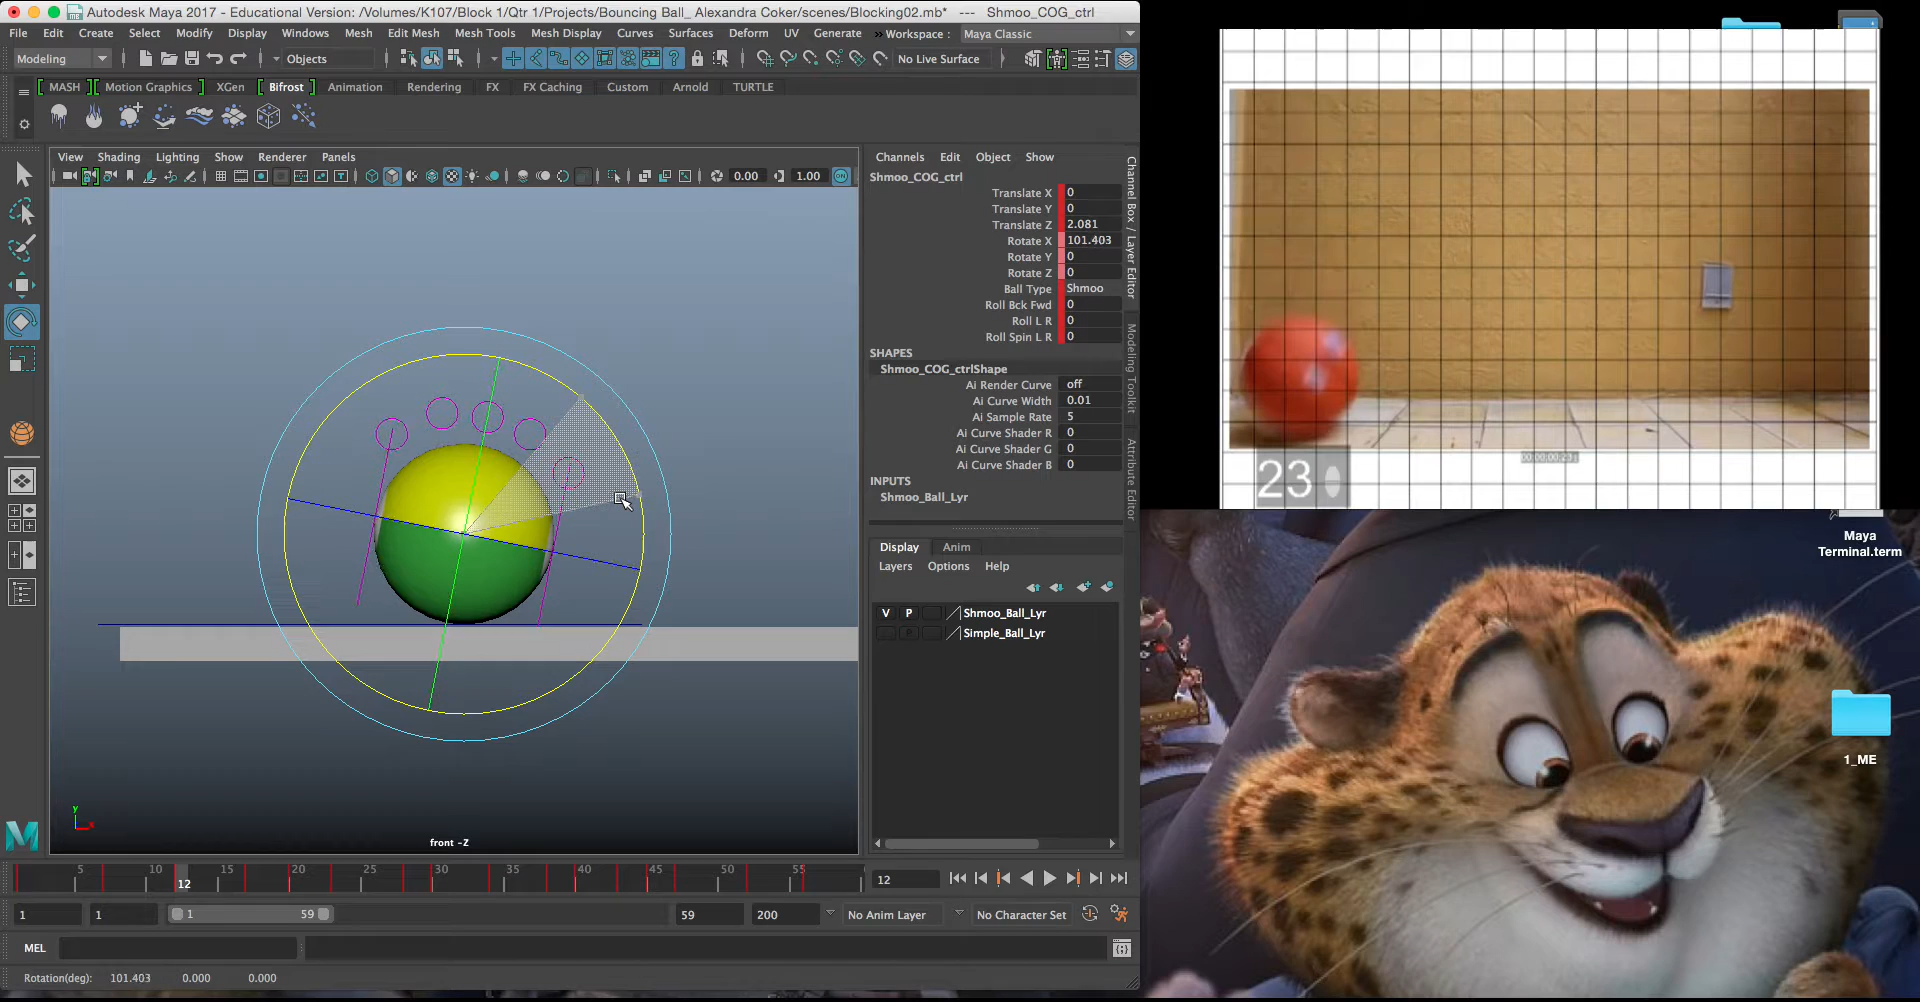 Autodesk Maya 2017 - Educational Version: /Volumes/K107/Block 1/Qtr 1/Projects/Bouncing Ball_ Alexandra Coker/scenes/Blocking02.mb* --- Shmoo_COG_ctrl
File Edit Create Select Modify Display Windows Mesh Edit Mesh Mesh Tools Mesh Display Curves Surfaces Deform UV Generate » Workspace : Maya Classic
Modeling Objects No Live Surface
MASH Motion Graphics XGen Bifrost Animation Rendering FX FX Caching Custom Arnold TURTLE
View Shading Lighting Show Renderer Panels
0.00 1.00 ON
Channels Edit Object Show
Shmoo_COG_ctrl
Translate X 0
Translate Y 0
Translate Z 2.081
Rotate X 101.403
Rotate Y 0
Rotate Z 0
Ball Type Shmoo
Roll Bck Fwd 0
Roll L R 0
Roll Spin L R 0
SHAPES
Shmoo_COG_ctrlShape
Ai Render Curve off
Ai Curve Width 0.01
Ai Sample Rate 5
Ai Curve Shader R 0
Ai Curve Shader G 0
Ai Curve Shader B 0
INPUTS
Shmoo_Ball_Lyr
Display Anim
Layers Options Help
V P Shmoo_Ball_Lyr
P Simple_Ball_Lyr
Channel Box / Layer Editor
Modeling Toolkit
Attribute Editor
y
x
front -Z
5 10 15 20 25 30 35 40 45 50 55
12
12
1 1 1 59 59 200 No Anim Layer No Character Set
MEL
Rotation(deg): 101.403 0.000 0.000
23
Maya
Terminal.term
1_ME